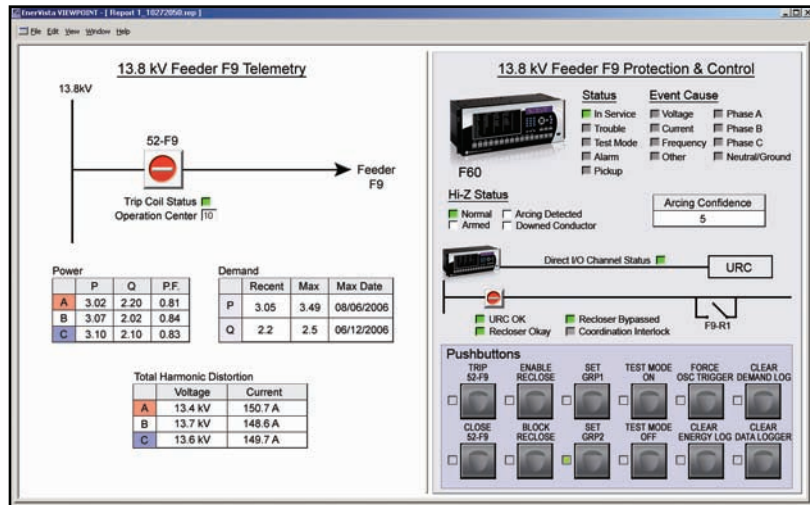 EnerVista VIEWPOINT - [ Report 1_10272050.rep ]
File Edit View Window Help
13.8 kV Feeder F9 Telemetry
13.8kV
52-F9
Feeder
F9
Trip Coil Status
Operation Center 10
Power
P Q P.F.
A 3.02 2.20 0.81
B 3.07 2.02 0.84
C 3.10 2.10 0.83
Demand
Recent Max Max Date
P 3.05 3.49 08/06/2006
Q 2.2 2.5 06/12/2006
Total Harmonic Distortion
Voltage Current
A 13.4 kV 150.7 A
B 13.7 kV 148.6 A
C 13.6 kV 149.7 A
13.8 kV Feeder F9 Protection & Control
Status Event Cause
In Service Voltage Phase A
Trouble Current Phase B
Test Mode Frequency Phase C
Alarm Other Neutral/Ground
Pickup
F60
Hi-Z Status
Normal Arcing Detected
Armed Downed Conductor
Arcing Confidence
5
Direct I/O Channel Status
URC
URC OK Recloser Bypassed
Recloser Okay Coordination Interlock
F9-R1
Pushbuttons
TRIP ENABLE SET TEST MODE FORCE CLEAR
52-F9 RECLOSE GRP1 ON OSC TRIGGER DEMAND LOG
CLOSE BLOCK SET TEST MODE CLEAR CLEAR
52-F9 RECLOSE GRP2 OFF ENERGY LOG DATA LOGGER